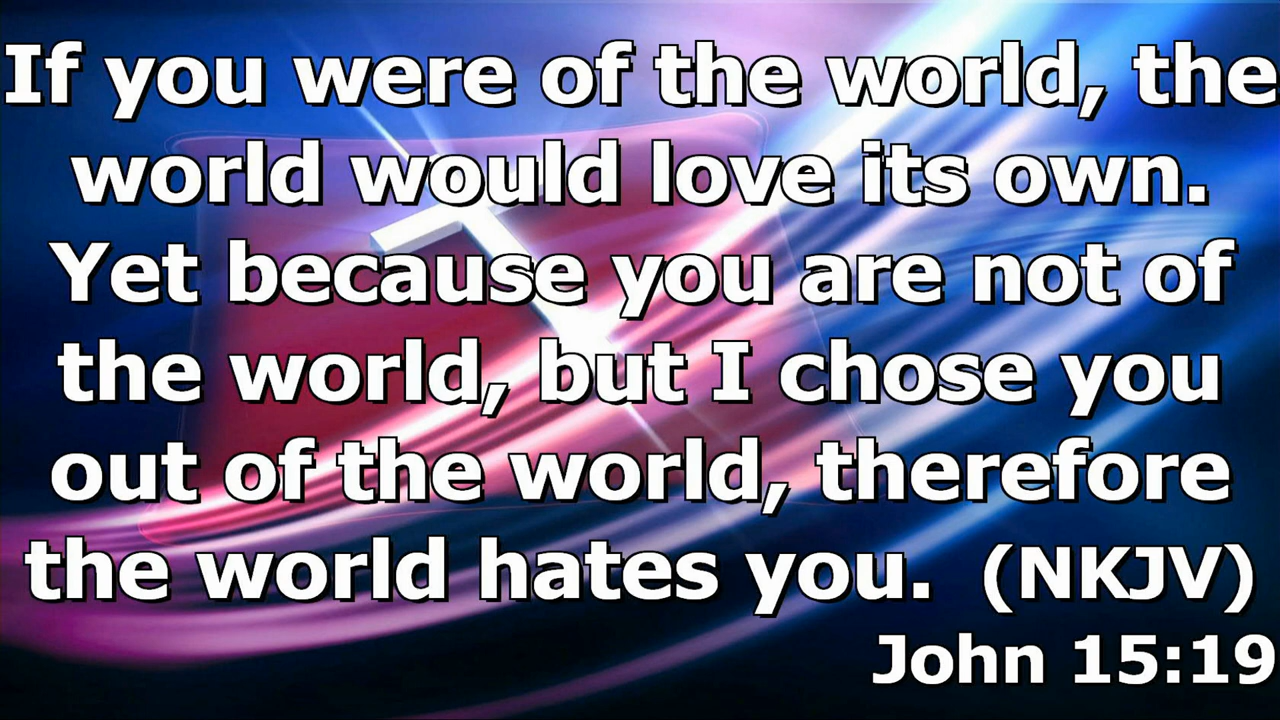 If you were of the world, the
world would love its own.
Yet because you are not of
the world, but I chose you
out of the world, therefore
the world hates you. (NKJV)
John 15:19